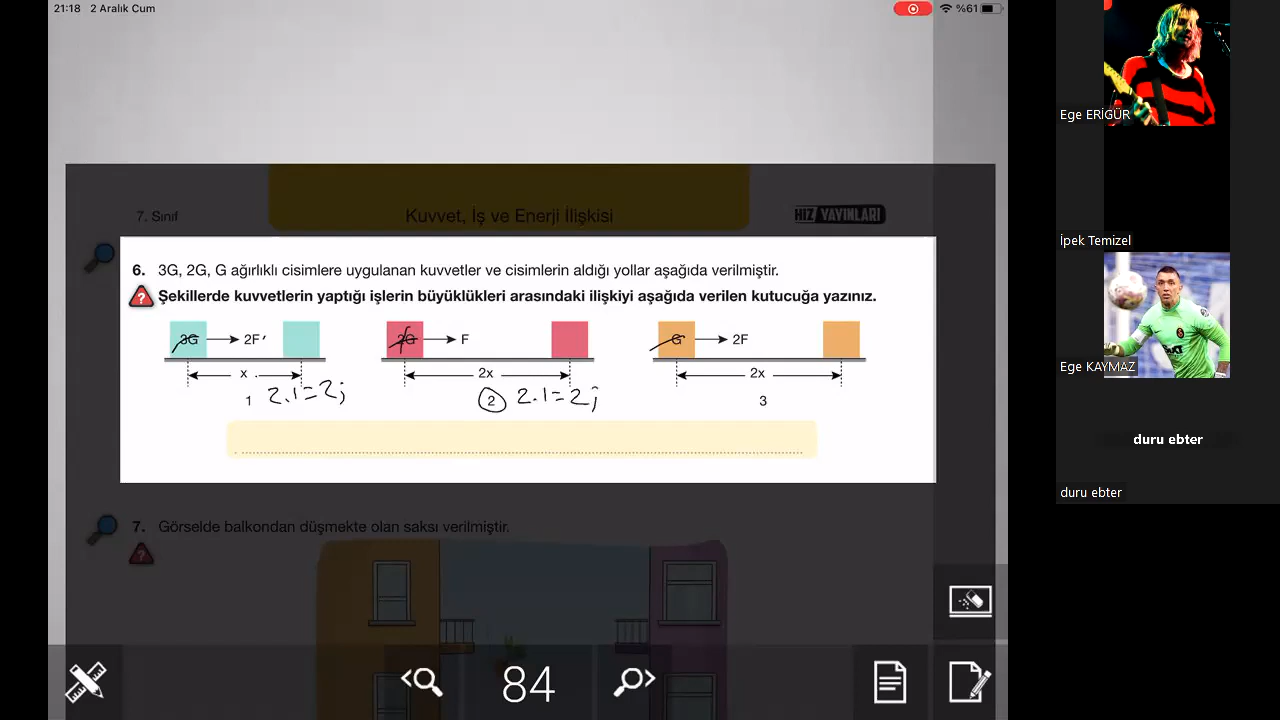 21:18 2 Aralık Cum
%61
7. Sınıf
Kuvvet, İş ve Enerji İlişkisi
HIZ YAYINLARI
6. 3G, 2G, G ağırlıklı cisimlere uygulanan kuvvetler ve cisimlerin aldığı yollar aşağıda verilmiştir.
? Şekillerde kuvvetlerin yaptığı işlerin büyüklükleri arasındaki ilişkiyi aşağıda verilen kutucuğa yazınız.
3G 2F
2G F
G 2F
x
2x
2x
1 2.1=2j
2 2.1=2j
3
7. Görselde balkondan düşmekte olan saksı verilmiştir.
?
84
Ege ERİGÜR
İpek Temizel
Ege KAYMAZ
duru ebter
duru ebter